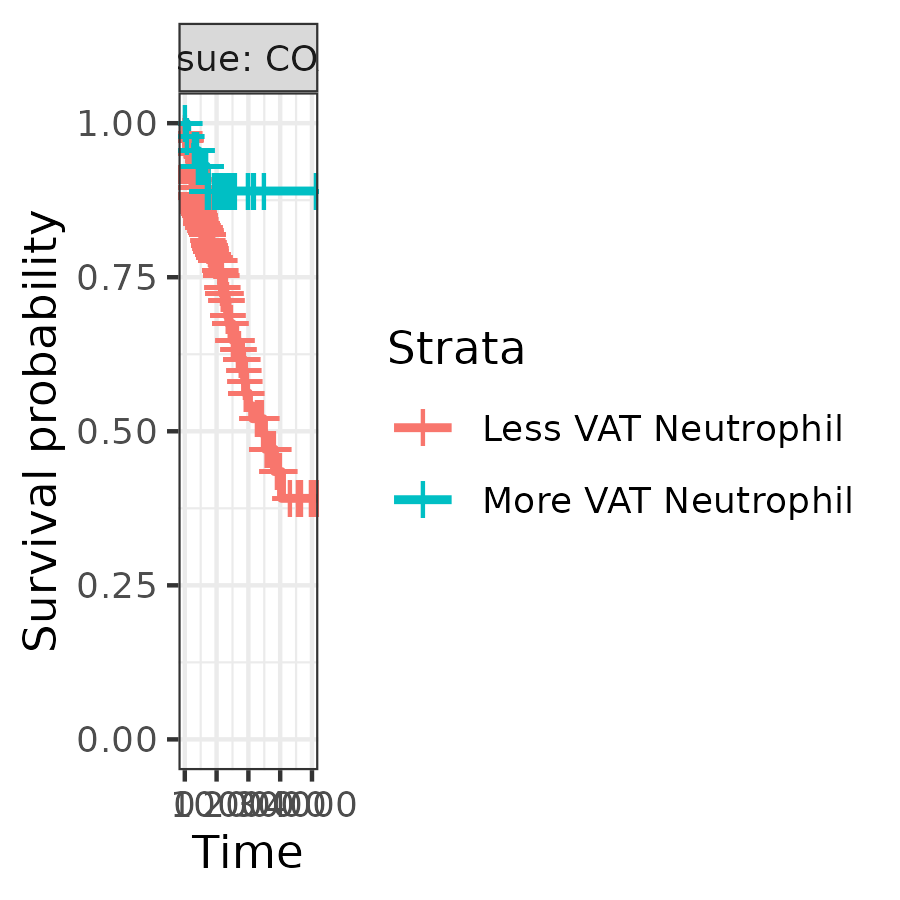 sue: CO
1.00
0.75
0.50
0.25
0.00
Survival probability
Time
Strata
Less VAT Neutrophil
More VAT Neutrophil